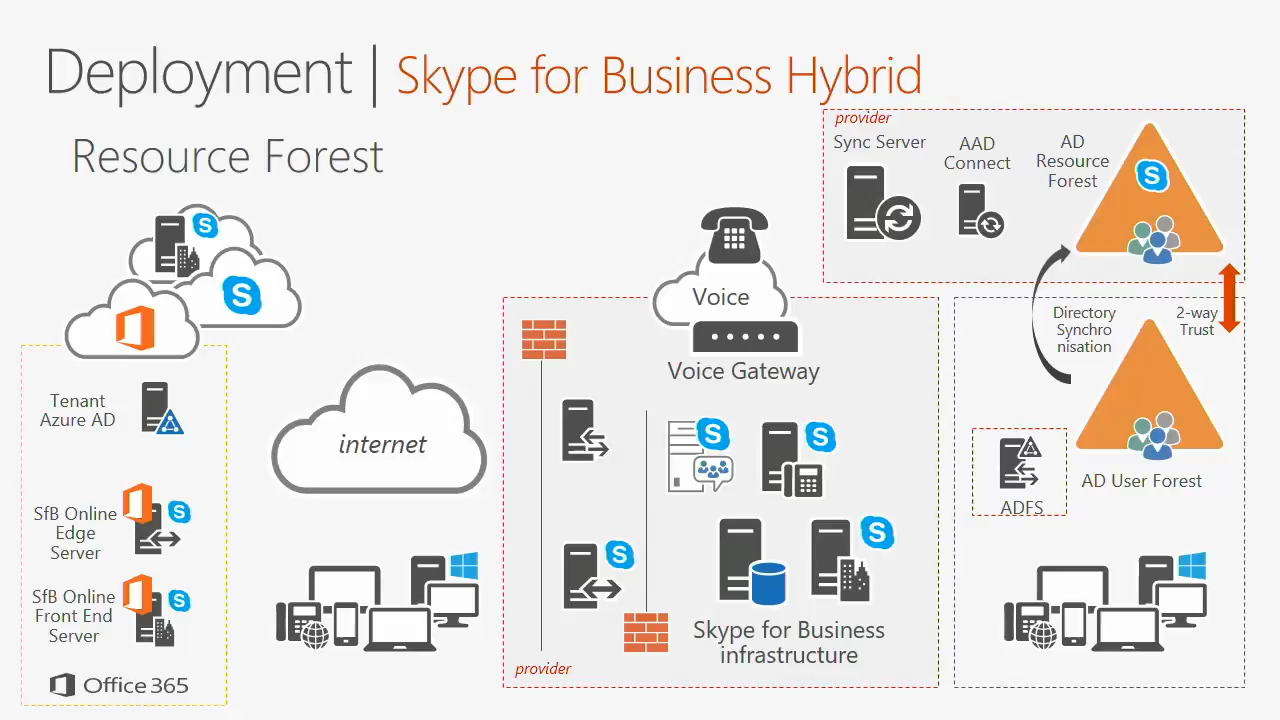 Deployment | Skype for Business Hybrid
Resource Forest
provider
Sync Server
AAD
Connect
AD
Resource
Forest
S
S
S
Voice
Voice Gateway
Directory
Synchro
nisation
2-way
Trust
Tenant
Azure AD
internet
S
S
ADFS
AD User Forest
SfB Online
Edge
Server
S
S
S
SfB Online
Front End
Server
S
Skype for Business
infrastructure
provider
Office 365